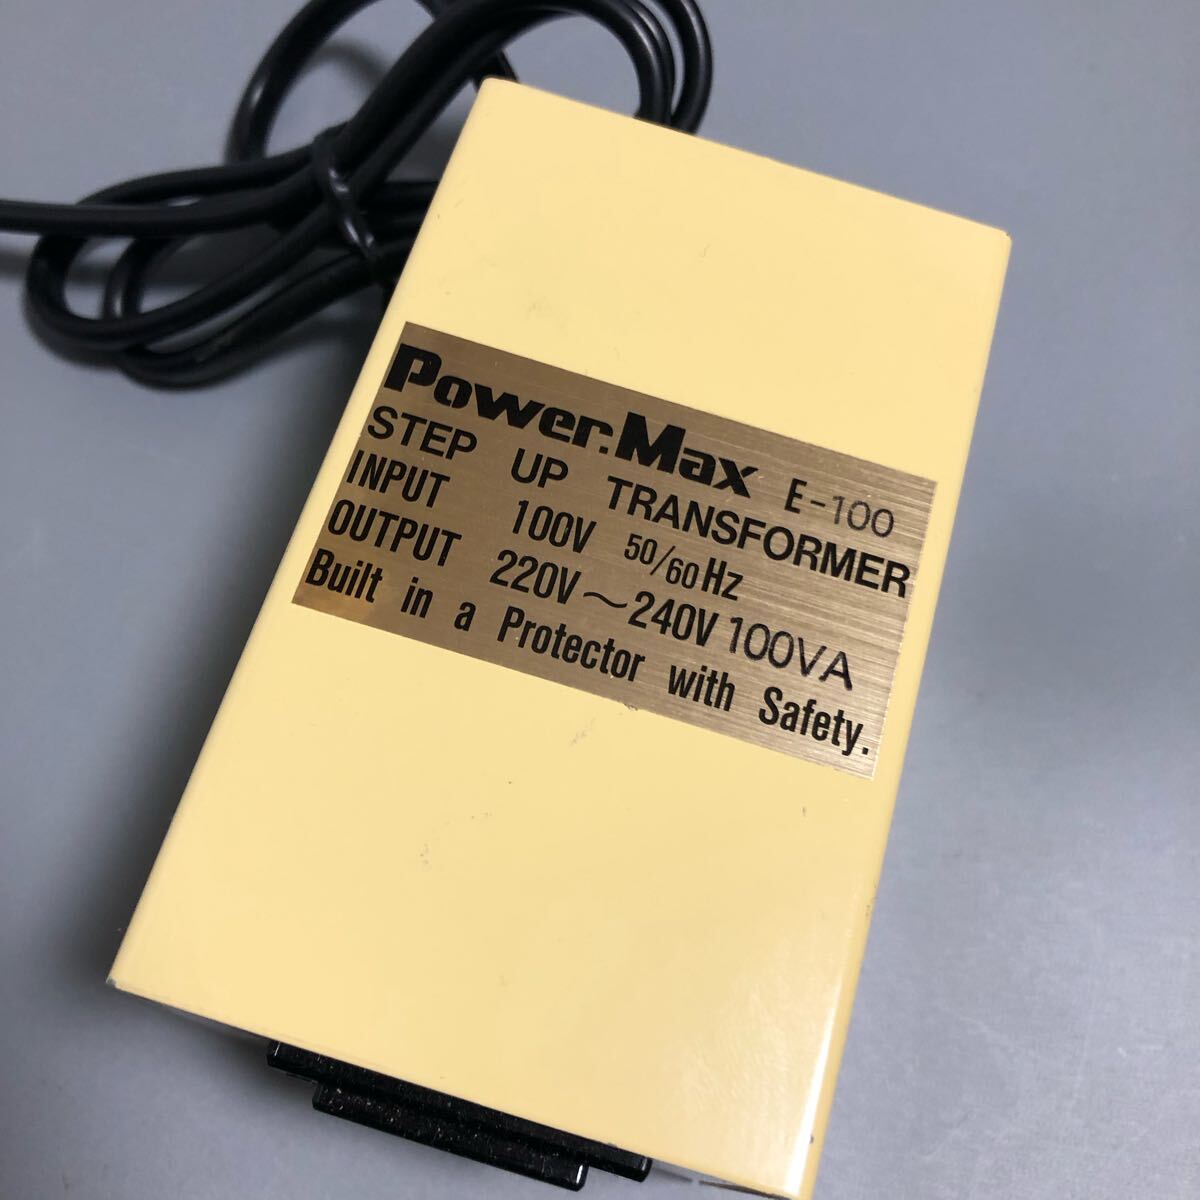 Power.Max E-100
STEP UP TRANSFORMER
INPUT 100V 50/60Hz
OUTPUT 220V～240V 100VA
Built in a Protector with Safety.